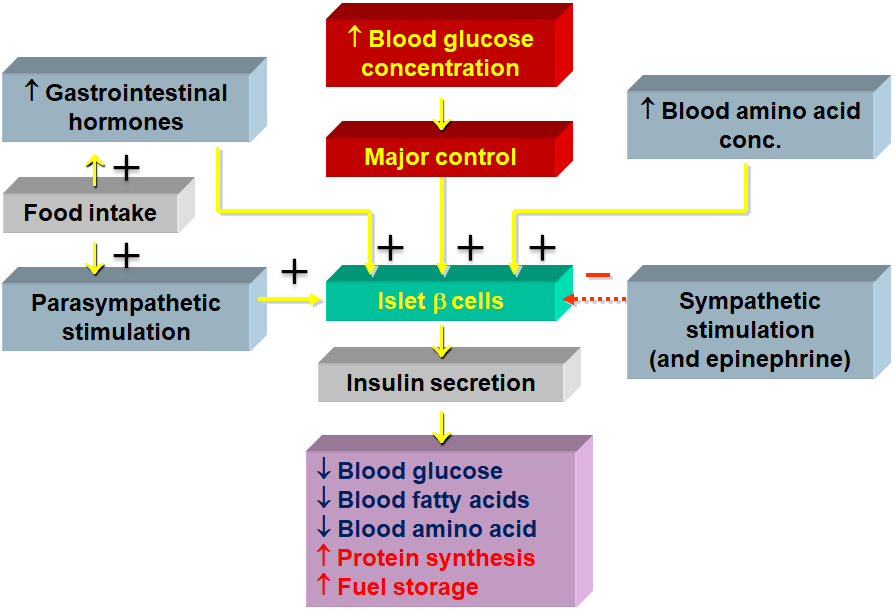 ↑ Blood glucose
concentration
↑ Gastrointestinal
hormones
↑ Blood amino acid
conc.
Major control
+
Food intake
+
+
+
+
+
−
Parasympathetic
stimulation
Islet β cells
Sympathetic
stimulation
(and epinephrine)
Insulin secretion
↓ Blood glucose
↓ Blood fatty acids
↓ Blood amino acid
↑ Protein synthesis
↑ Fuel storage